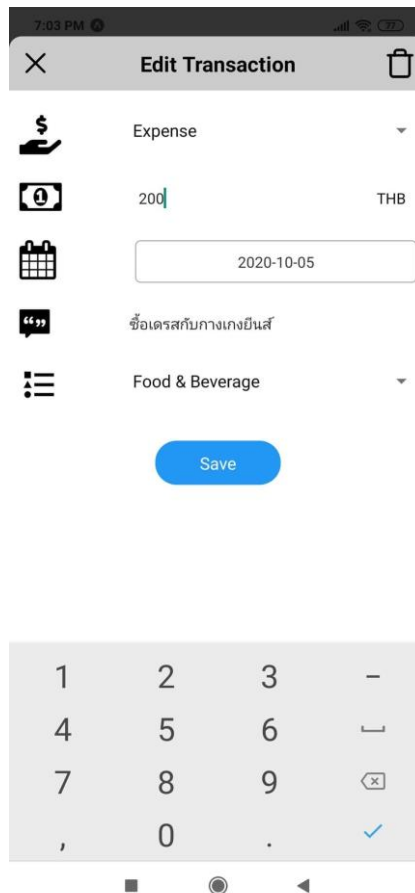 7:03 PM
77
Edit Transaction
Expense
200
THB
2020-10-05
ซื้อเดรสกับกางเกงยีนส์
Food & Beverage
Save
1 2 3 -
4 5 6
7 8 9
, 0 .